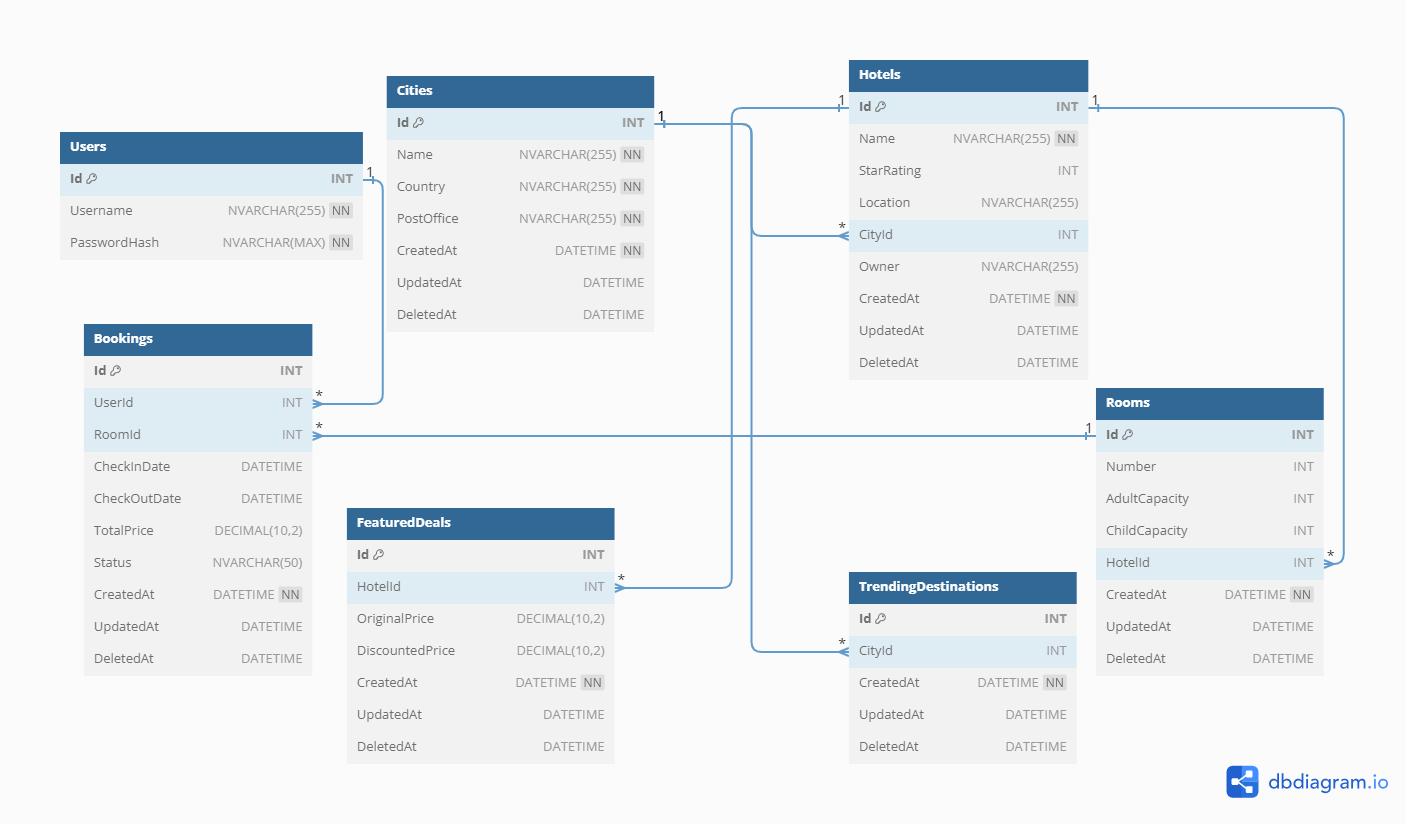 Users
Id INT
Username NVARCHAR(255) NN
PasswordHash NVARCHAR(MAX) NN
1
Cities
Id INT
Name NVARCHAR(255) NN
Country NVARCHAR(255) NN
PostOffice NVARCHAR(255) NN
CreatedAt DATETIME NN
UpdatedAt DATETIME
DeletedAt DATETIME
1
Hotels
1 Id INT 1
Name NVARCHAR(255) NN
StarRating INT
Location NVARCHAR(255)
* CityId INT
Owner NVARCHAR(255)
CreatedAt DATETIME NN
UpdatedAt DATETIME
DeletedAt DATETIME
Bookings
Id INT
UserId INT *
RoomId INT *
CheckInDate DATETIME
CheckOutDate DATETIME
TotalPrice DECIMAL(10,2)
Status NVARCHAR(50)
CreatedAt DATETIME NN
UpdatedAt DATETIME
DeletedAt DATETIME
Rooms
1 Id INT
Number INT
AdultCapacity INT
ChildCapacity INT
HotelId INT *
CreatedAt DATETIME NN
UpdatedAt DATETIME
DeletedAt DATETIME
FeaturedDeals
Id INT
HotelId INT *
OriginalPrice DECIMAL(10,2)
DiscountedPrice DECIMAL(10,2)
CreatedAt DATETIME NN
UpdatedAt DATETIME
DeletedAt DATETIME
TrendingDestinations
Id INT
* CityId INT
CreatedAt DATETIME NN
UpdatedAt DATETIME
DeletedAt DATETIME
dbdiagram.io